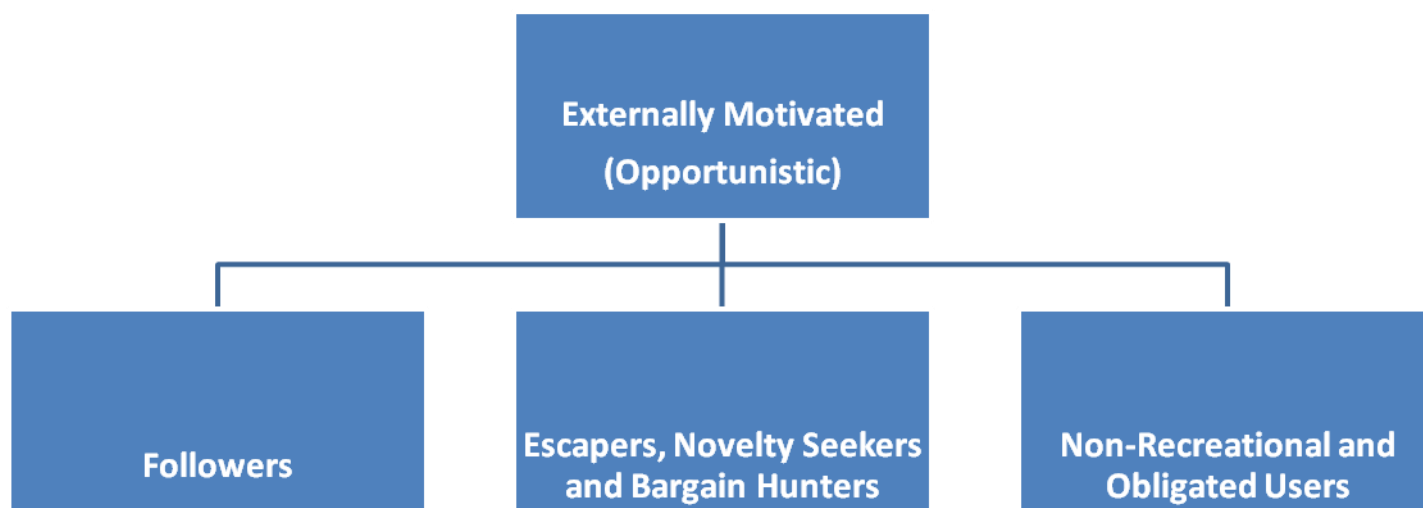 Externally Motivated
(Opportunistic)
Followers
Escapers, Novelty Seekers
and Bargain Hunters
Non-Recreational and
Obligated Users